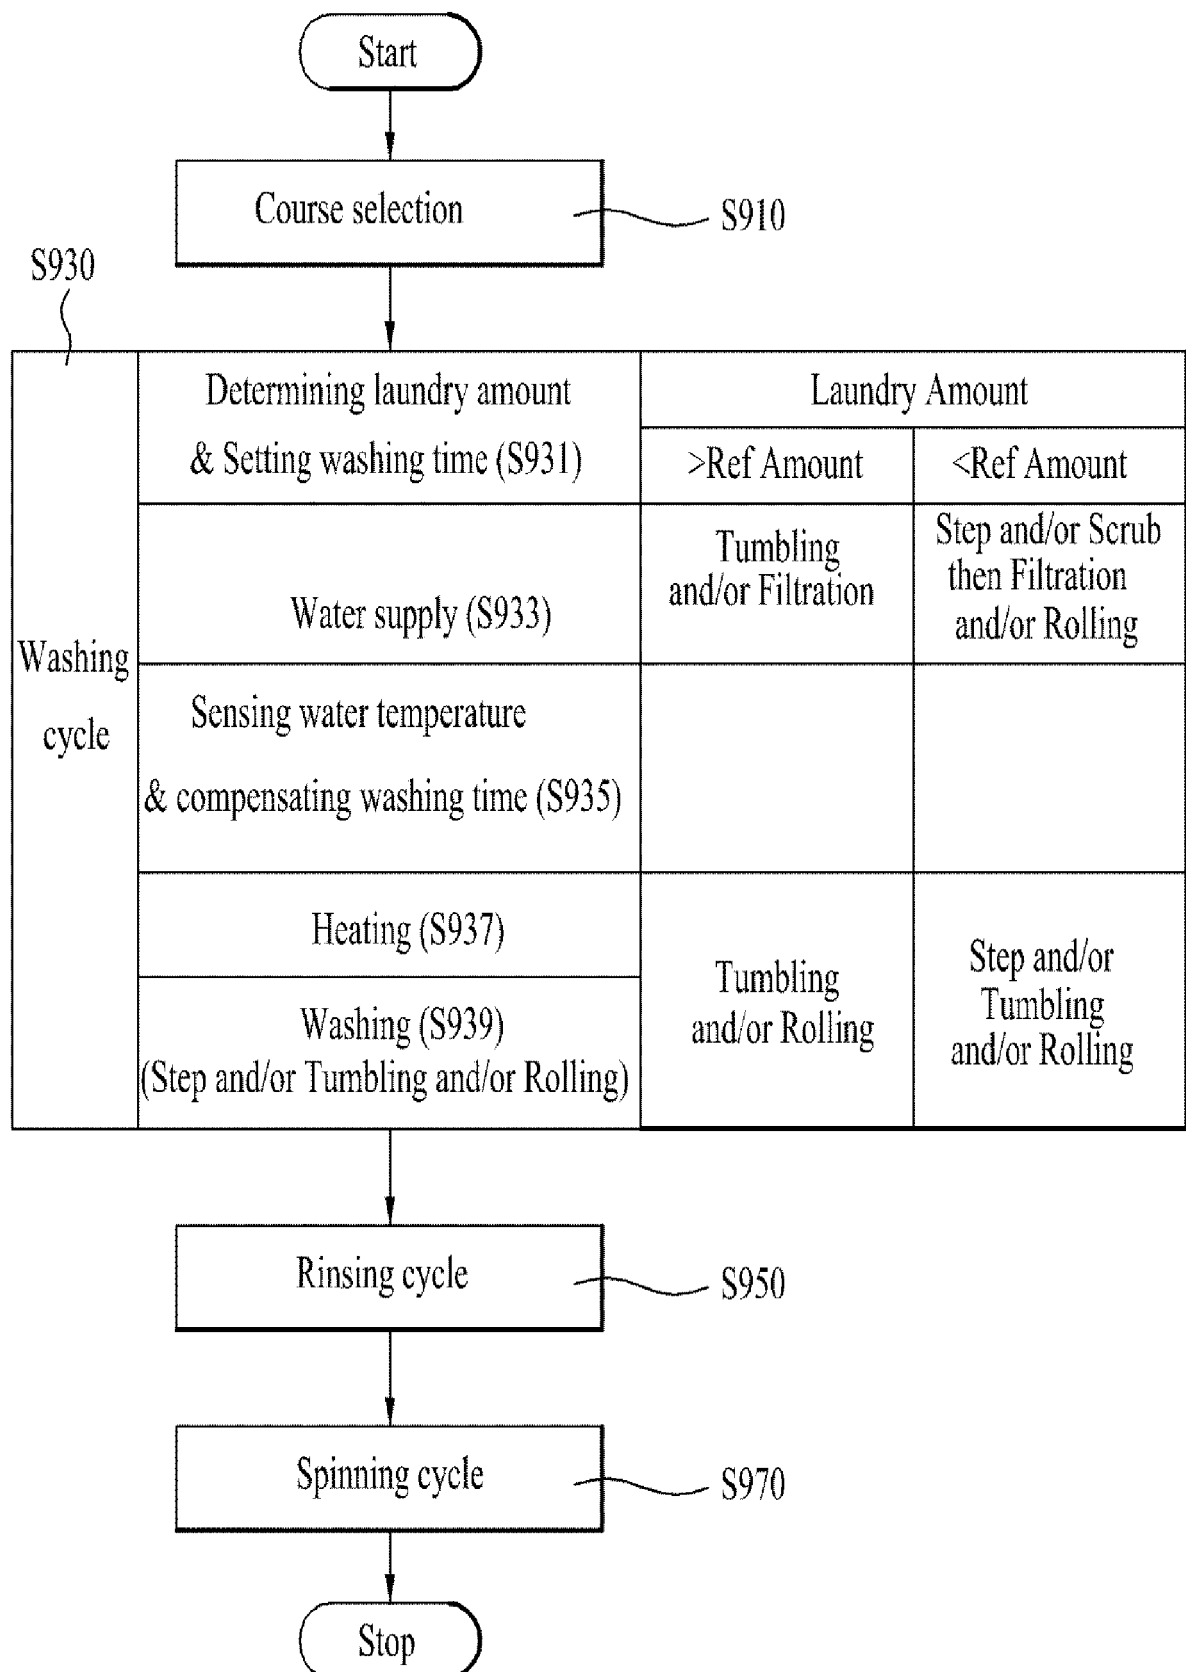 Start
Course selection
S910
S930
Washing
cycle
Determining laundry amount
& Setting washing time (S931)
Laundry Amount
>Ref Amount
<Ref Amount
Water supply (S933)
Tumbling
and/or Filtration
Step and/or Scrub
then Filtration
and/or Rolling
Sensing water temperature
& compensating washing time (S935)
Heating (S937)
Washing (S939)
(Step and/or Tumbling and/or Rolling)
Tumbling
and/or Rolling
Step and/or
Tumbling
and/or Rolling
Rinsing cycle
S950
Spinning cycle
S970
Stop